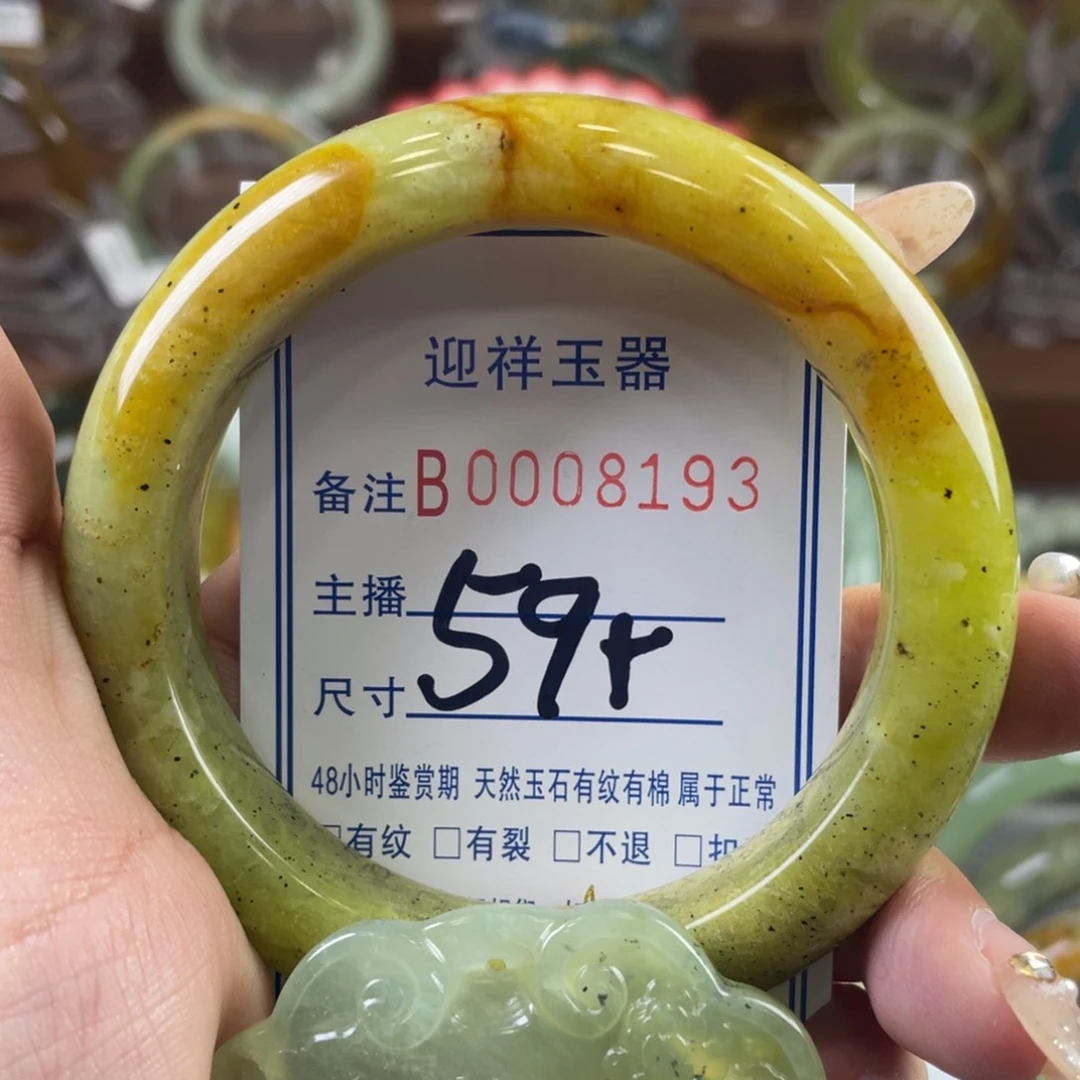 迎祥玉器
备注B0008193
主播
59+
尺寸
48小时鉴赏期 天然玉石有纹有棉 属于正常
□有纹 □有裂 □不退 □扣